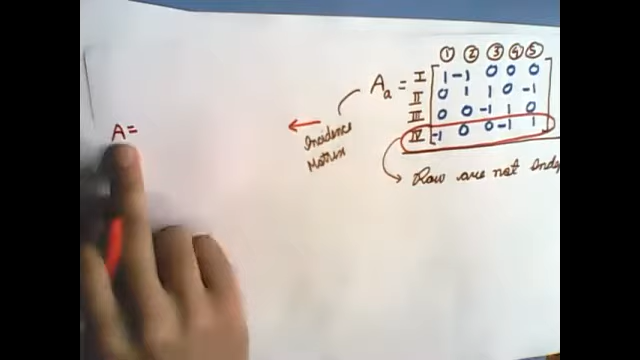 ① ② ③ ④ ⑤
Aa = I 1 -1 0 0 0
II 0 1 1 0 -1
III 0 0 -1 1 0
IV -1 0 0 -1 1
A=
Incidence
Matrix
Row are not Indep